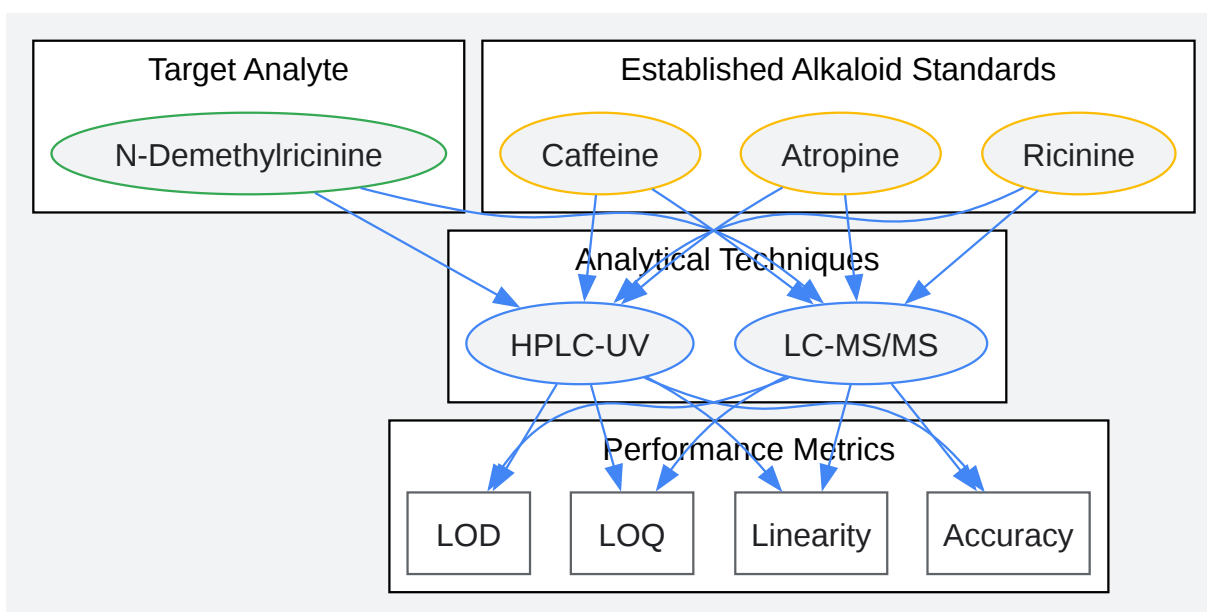 Target Analyte
Established Alkaloid Standards
N-Demethylricinine
Caffeine
Atropine
Ricinine
Analytical Techniques
HPLC-UV
LC-MS/MS
Performance Metrics
LOD
LOQ
Linearity
Accuracy